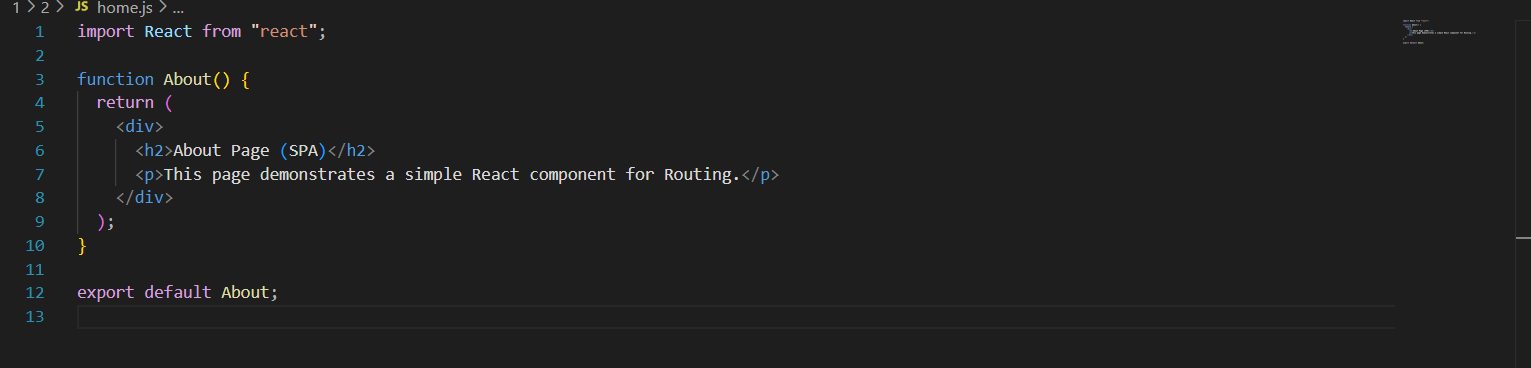 1 > 2 > JS home.js > ...
1 import React from "react";
2
3 function About() {
4   return (
5     <div>
6       <h2>About Page (SPA)</h2>
7       <p>This page demonstrates a simple React component for Routing.</p>
8     </div>
9   );
10 }
11
12 export default About;
13